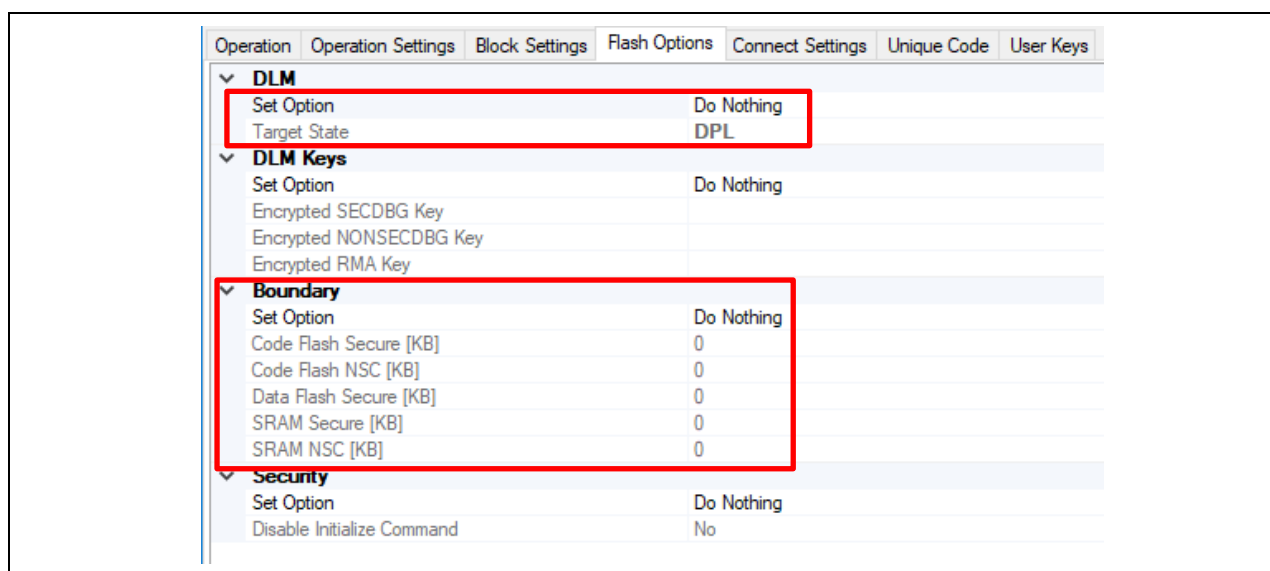 Operation Operation Settings Block Settings Flash Options Connect Settings Unique Code User Keys
DLM
Set Option Do Nothing
Target State DPL
DLM Keys
Set Option Do Nothing
Encrypted SECDBG Key
Encrypted NONSECDBG Key
Encrypted RMA Key
Boundary
Set Option Do Nothing
Code Flash Secure [KB] 0
Code Flash NSC [KB] 0
Data Flash Secure [KB] 0
SRAM Secure [KB] 0
SRAM NSC [KB] 0
Security
Set Option Do Nothing
Disable Initialize Command No